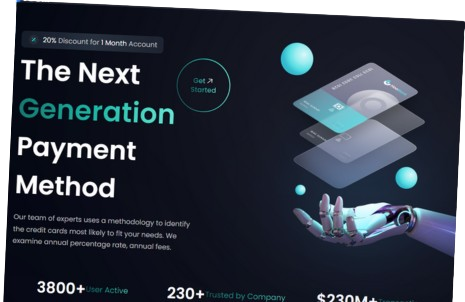 20% Discount for 1 Month Account
The Next
Generation
Payment
Method
Get
Started
Our team of experts uses a methodology to identify
the credit cards most likely to fit your needs. We
examine annual percentage rate, annual fees.
3800+ User Active
230+ Trusted by Company
$230M+